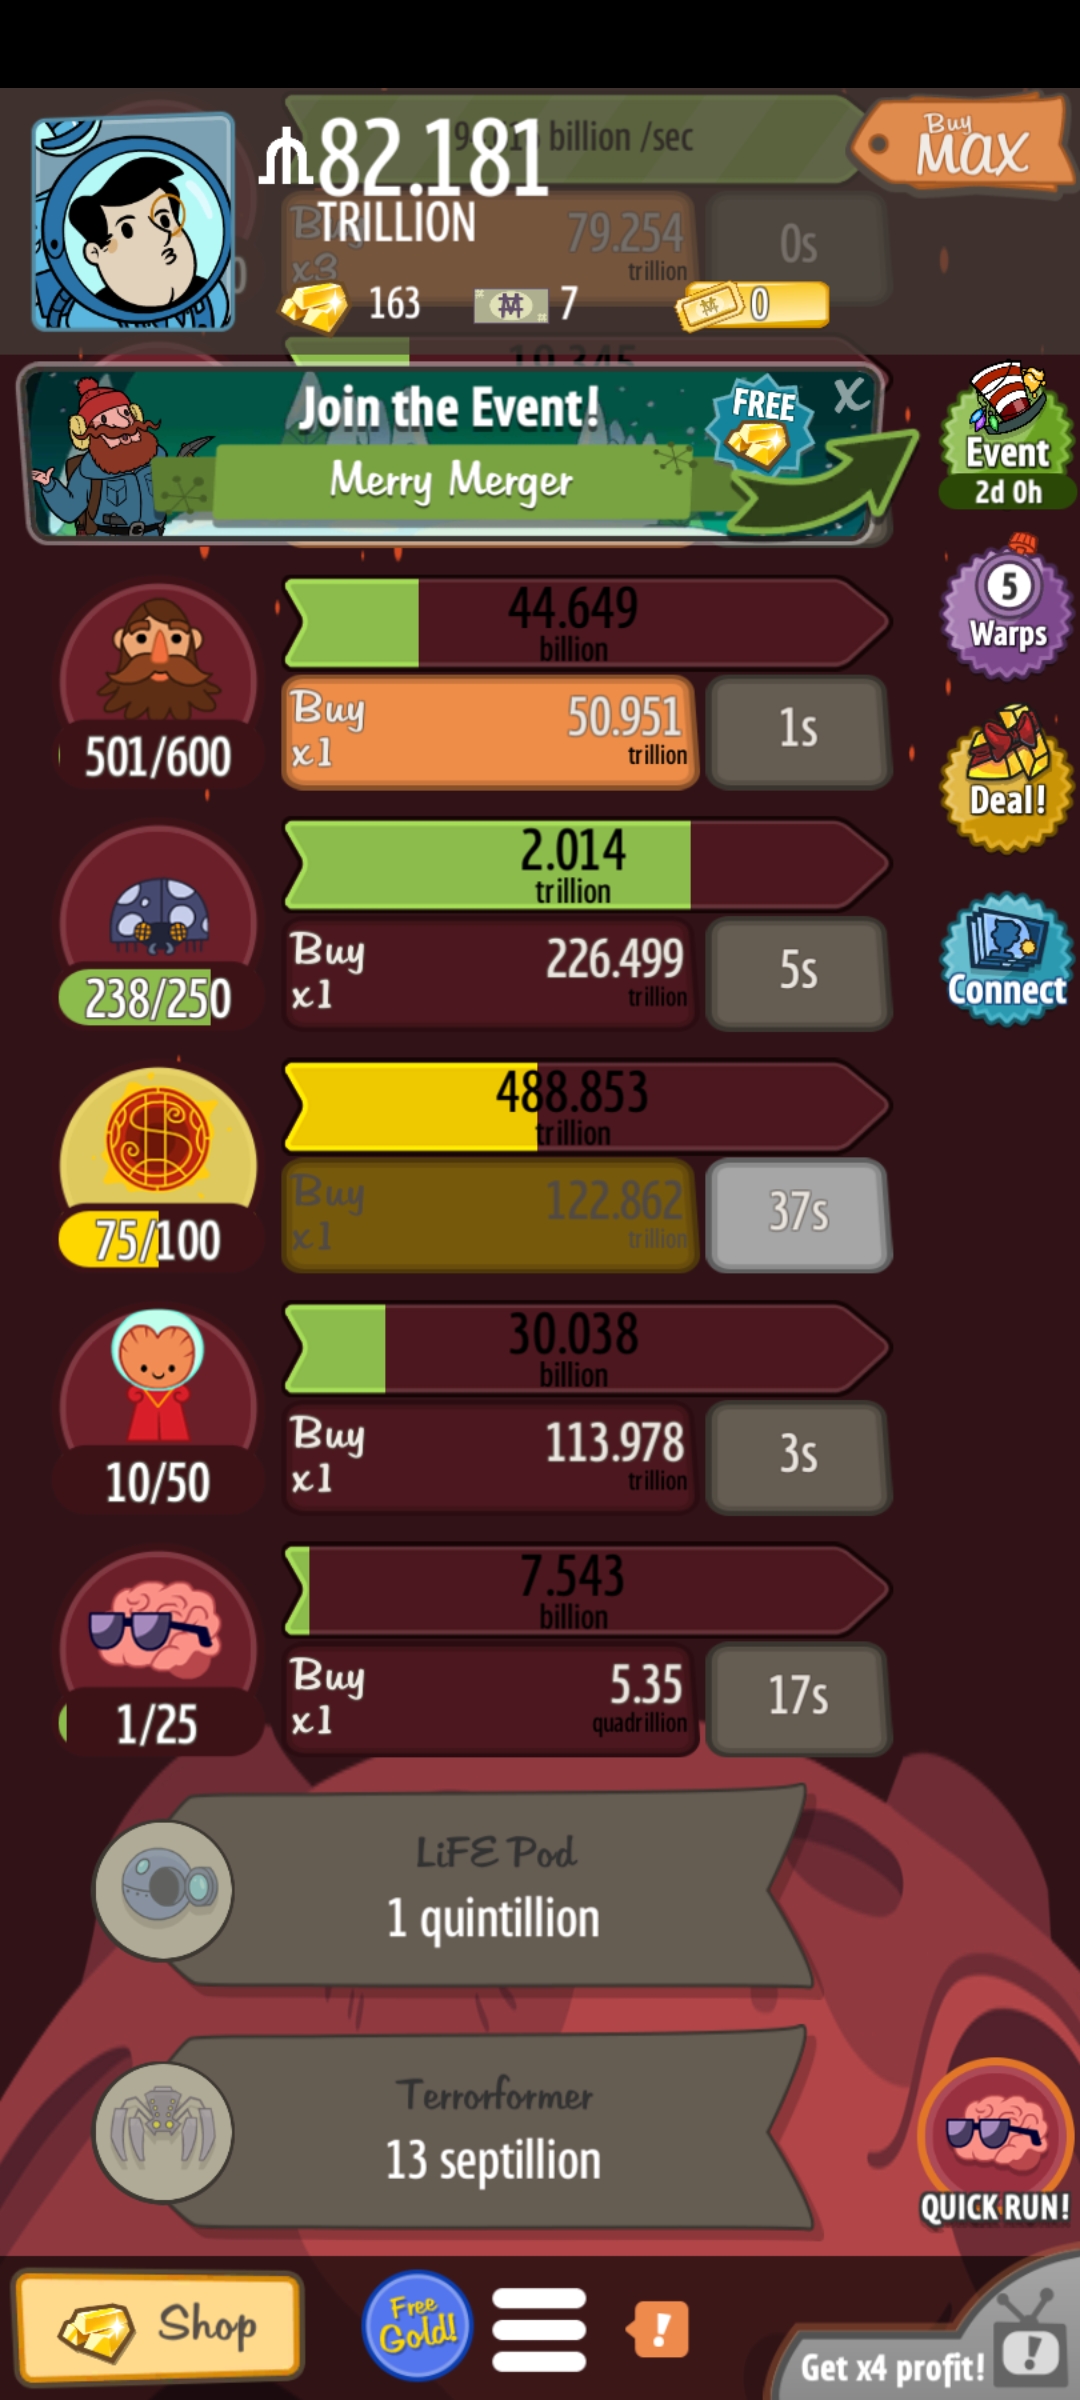 billion /sec
Buy
MAX
82.181
TRILLION
Buy
x3
79.254
trillion
0s
163
7
0
Join the Event!
Merry Merger
FREE
X
Event
2d 0h
44.649
billion
501/600
Buy
x1
50.951
trillion
1s
5
Warps
Deal!
2.014
trillion
238/250
Buy
x1
226.499
trillion
5s
Connect
488.853
trillion
75/100
Buy
x1
122.862
trillion
37s
30.038
billion
10/50
Buy
x1
113.978
trillion
3s
7.543
billion
1/25
Buy
x1
5.35
quadrillion
17s
LiFE Pod
1 quintillion
Terrorformer
13 septillion
QUICK RUN!
Shop
Free
Gold!
!
Get x4 profit!
!